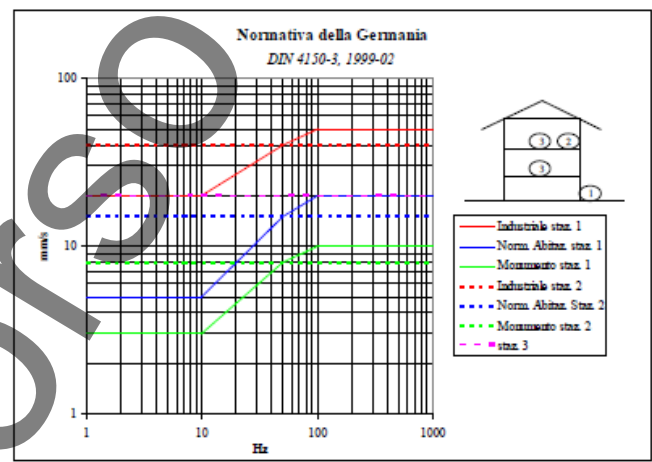 Normativa della Germania
DIN 4150-3, 1999-02
100
10
1
mm/s
1
10
100
1000
Hz
3
2
3
1
Industriale staz. 1
Norm. Abitaz. staz. 1
Monumento staz. 1
Industriale staz. 2
Norm. Abitaz. Staz. 2
Monumento staz. 2
staz. 3